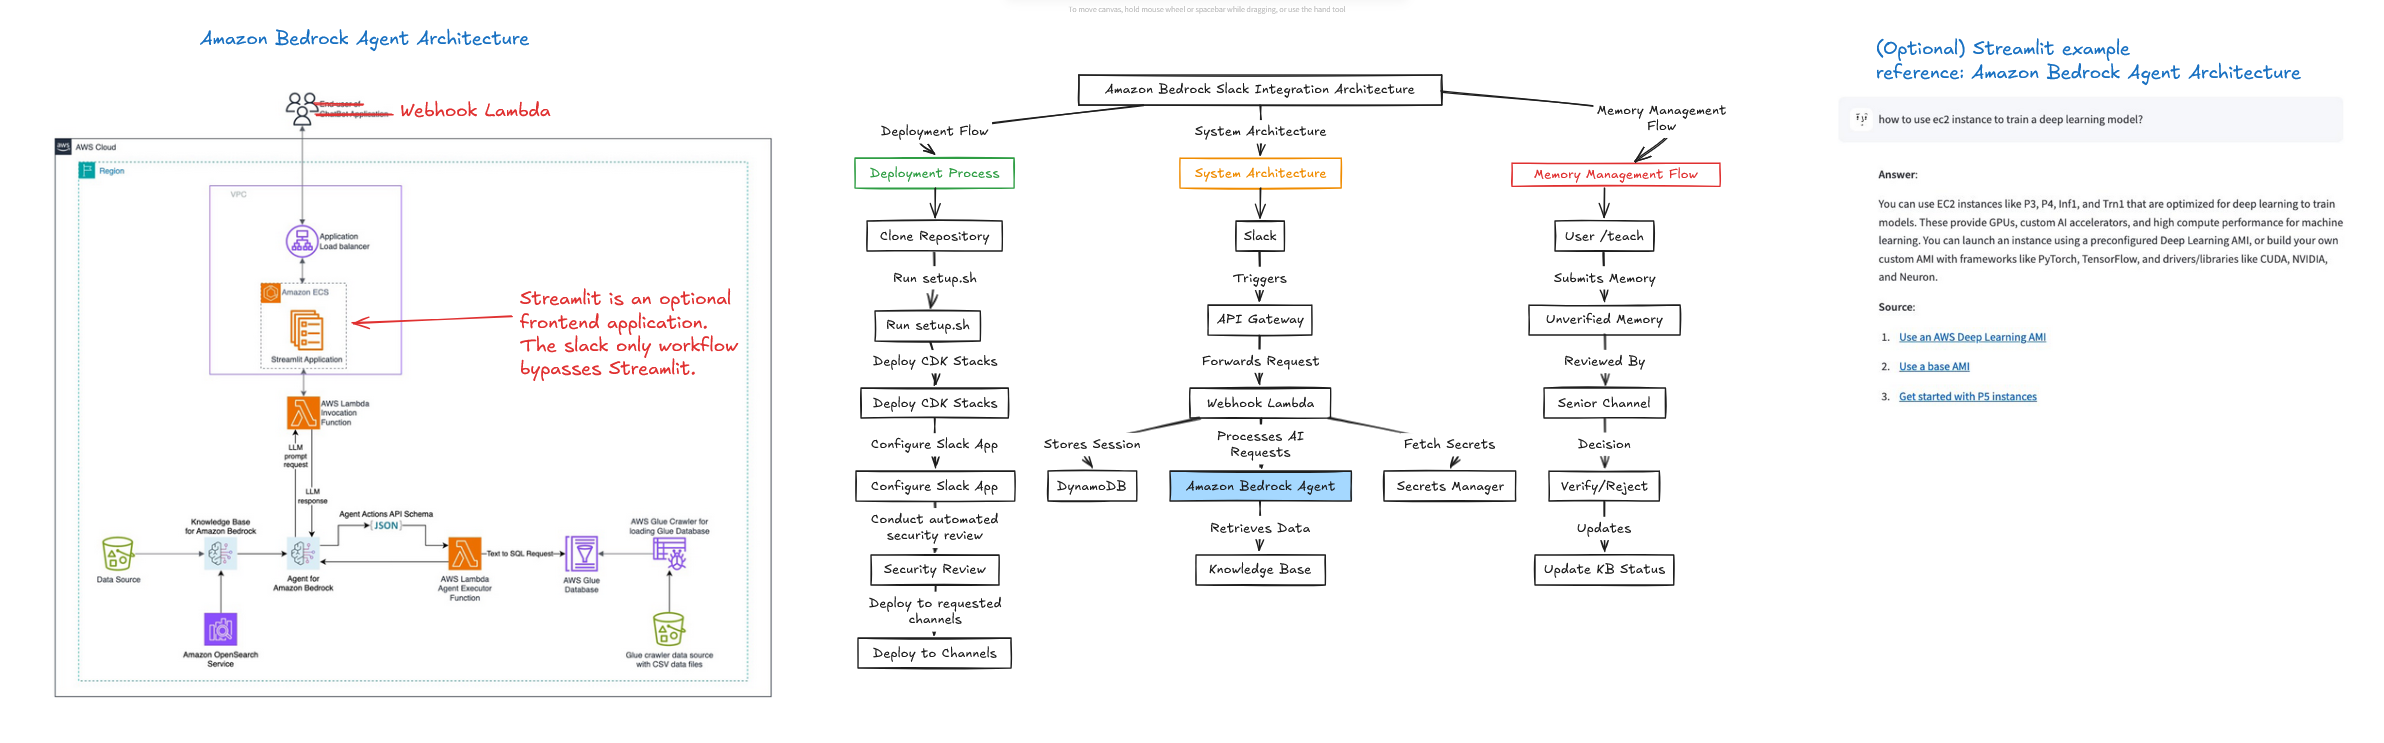 To move canvas, hold mouse wheel or spacebar while dragging, or use the hand tool
Amazon Bedrock Agent Architecture
End-user of
ChatBot Application
Webhook Lambda
aws
AWS Cloud
Region
VPC
Application
Load balancer
Amazon ECS
Streamlit Application
Streamlit is an optional
frontend application.
The slack only workflow
bypasses Streamlit.
AWS Lambda
Invocation
Function
LLM
prompt
request
LLM
response
Agent Actions API Schema
JSON
Knowledge Base
for Amazon Bedrock
Data Source
Agent for
Amazon Bedrock
AWS Lambda
Agent Executor
Function
Text to SQL Request
AWS Glue
Database
AWS Glue Crawler for
loading Glue Database
Amazon OpenSearch
Service
Glue crawler data source
with CSV data files
Amazon Bedrock Slack Integration Architecture
Deployment Flow
Deployment Process
Clone Repository
Run setup.sh
Run setup.sh
Deploy CDK Stacks
Deploy CDK Stacks
Configure Slack App
Configure Slack App
Conduct automated
security review
Security Review
Deploy to requested
channels
Deploy to Channels
System Architecture
System Architecture
Slack
Triggers
API Gateway
Forwards Request
Webhook Lambda
Stores Session
DynamoDB
Processes AI
Requests
Amazon Bedrock Agent
Retrieves Data
Knowledge Base
Fetch Secrets
Secrets Manager
Memory Management
Flow
Memory Management Flow
User /teach
Submits Memory
Unverified Memory
Reviewed By
Senior Channel
Decision
Verify/Reject
Updates
Update KB Status
(Optional) Streamlit example
reference: Amazon Bedrock Agent Architecture
how to use ec2 instance to train a deep learning model?
Answer:
You can use EC2 instances like P3, P4, Inf1, and Trn1 that are optimized for deep learning to train
models. These provide GPUs, custom AI accelerators, and high compute performance for machine
learning. You can launch an instance using a preconfigured Deep Learning AMI, or build your own
custom AMI with frameworks like PyTorch, TensorFlow, and drivers/libraries like CUDA, NVIDIA,
and Neuron.
Source:
1. Use an AWS Deep Learning AMI
2. Use a base AMI
3. Get started with P5 instances